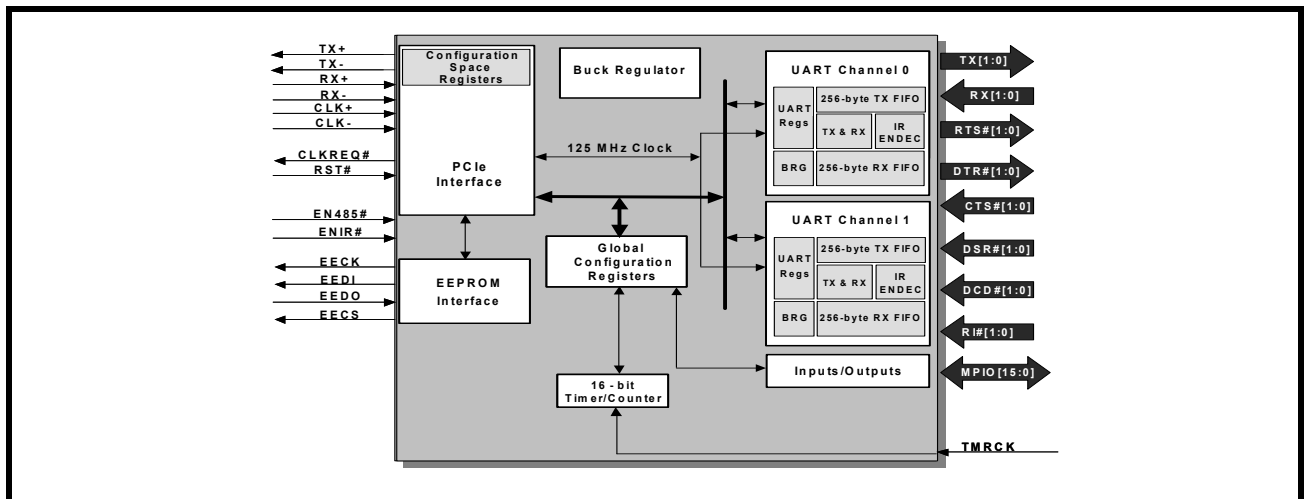 TX+
TX-
RX+
RX-
CLK+
CLK-
CLKREQ#
RST#
EN485#
ENIR#
EECK
EEDI
EEDO
EECS
Configuration
Space
Registers
PCIe
Interface
EEPROM
Interface
Buck Regulator
125 MHz Clock
Global
Configuration
Registers
16-bit
Timer/Counter
UART Channel 0
UART
Regs
256-byte TX FIFO
TX & RX
IR
ENDEC
BRG
256-byte RX FIFO
UART Channel 1
UART
Regs
256-byte TX FIFO
TX & RX
IR
ENDEC
BRG
256-byte RX FIFO
Inputs/Outputs
TX[1:0]
RX[1:0]
RTS#[1:0]
DTR#[1:0]
CTS#[1:0]
DSR#[1:0]
DCD#[1:0]
RI#[1:0]
MPIO[15:0]
TMRCK